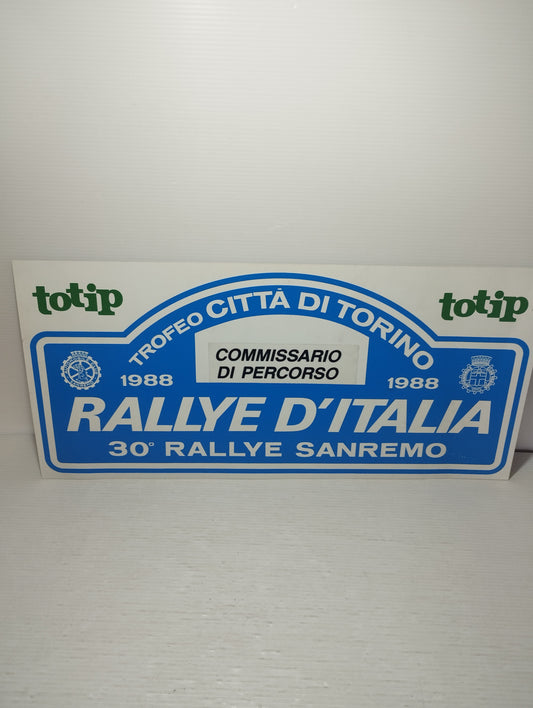 totip
totip
TROFEO CITTÀ DI TORINO
COMMISSARIO
DI PERCORSO
1988
1988
RALLYE D'ITALIA
30° RALLYE SANREMO